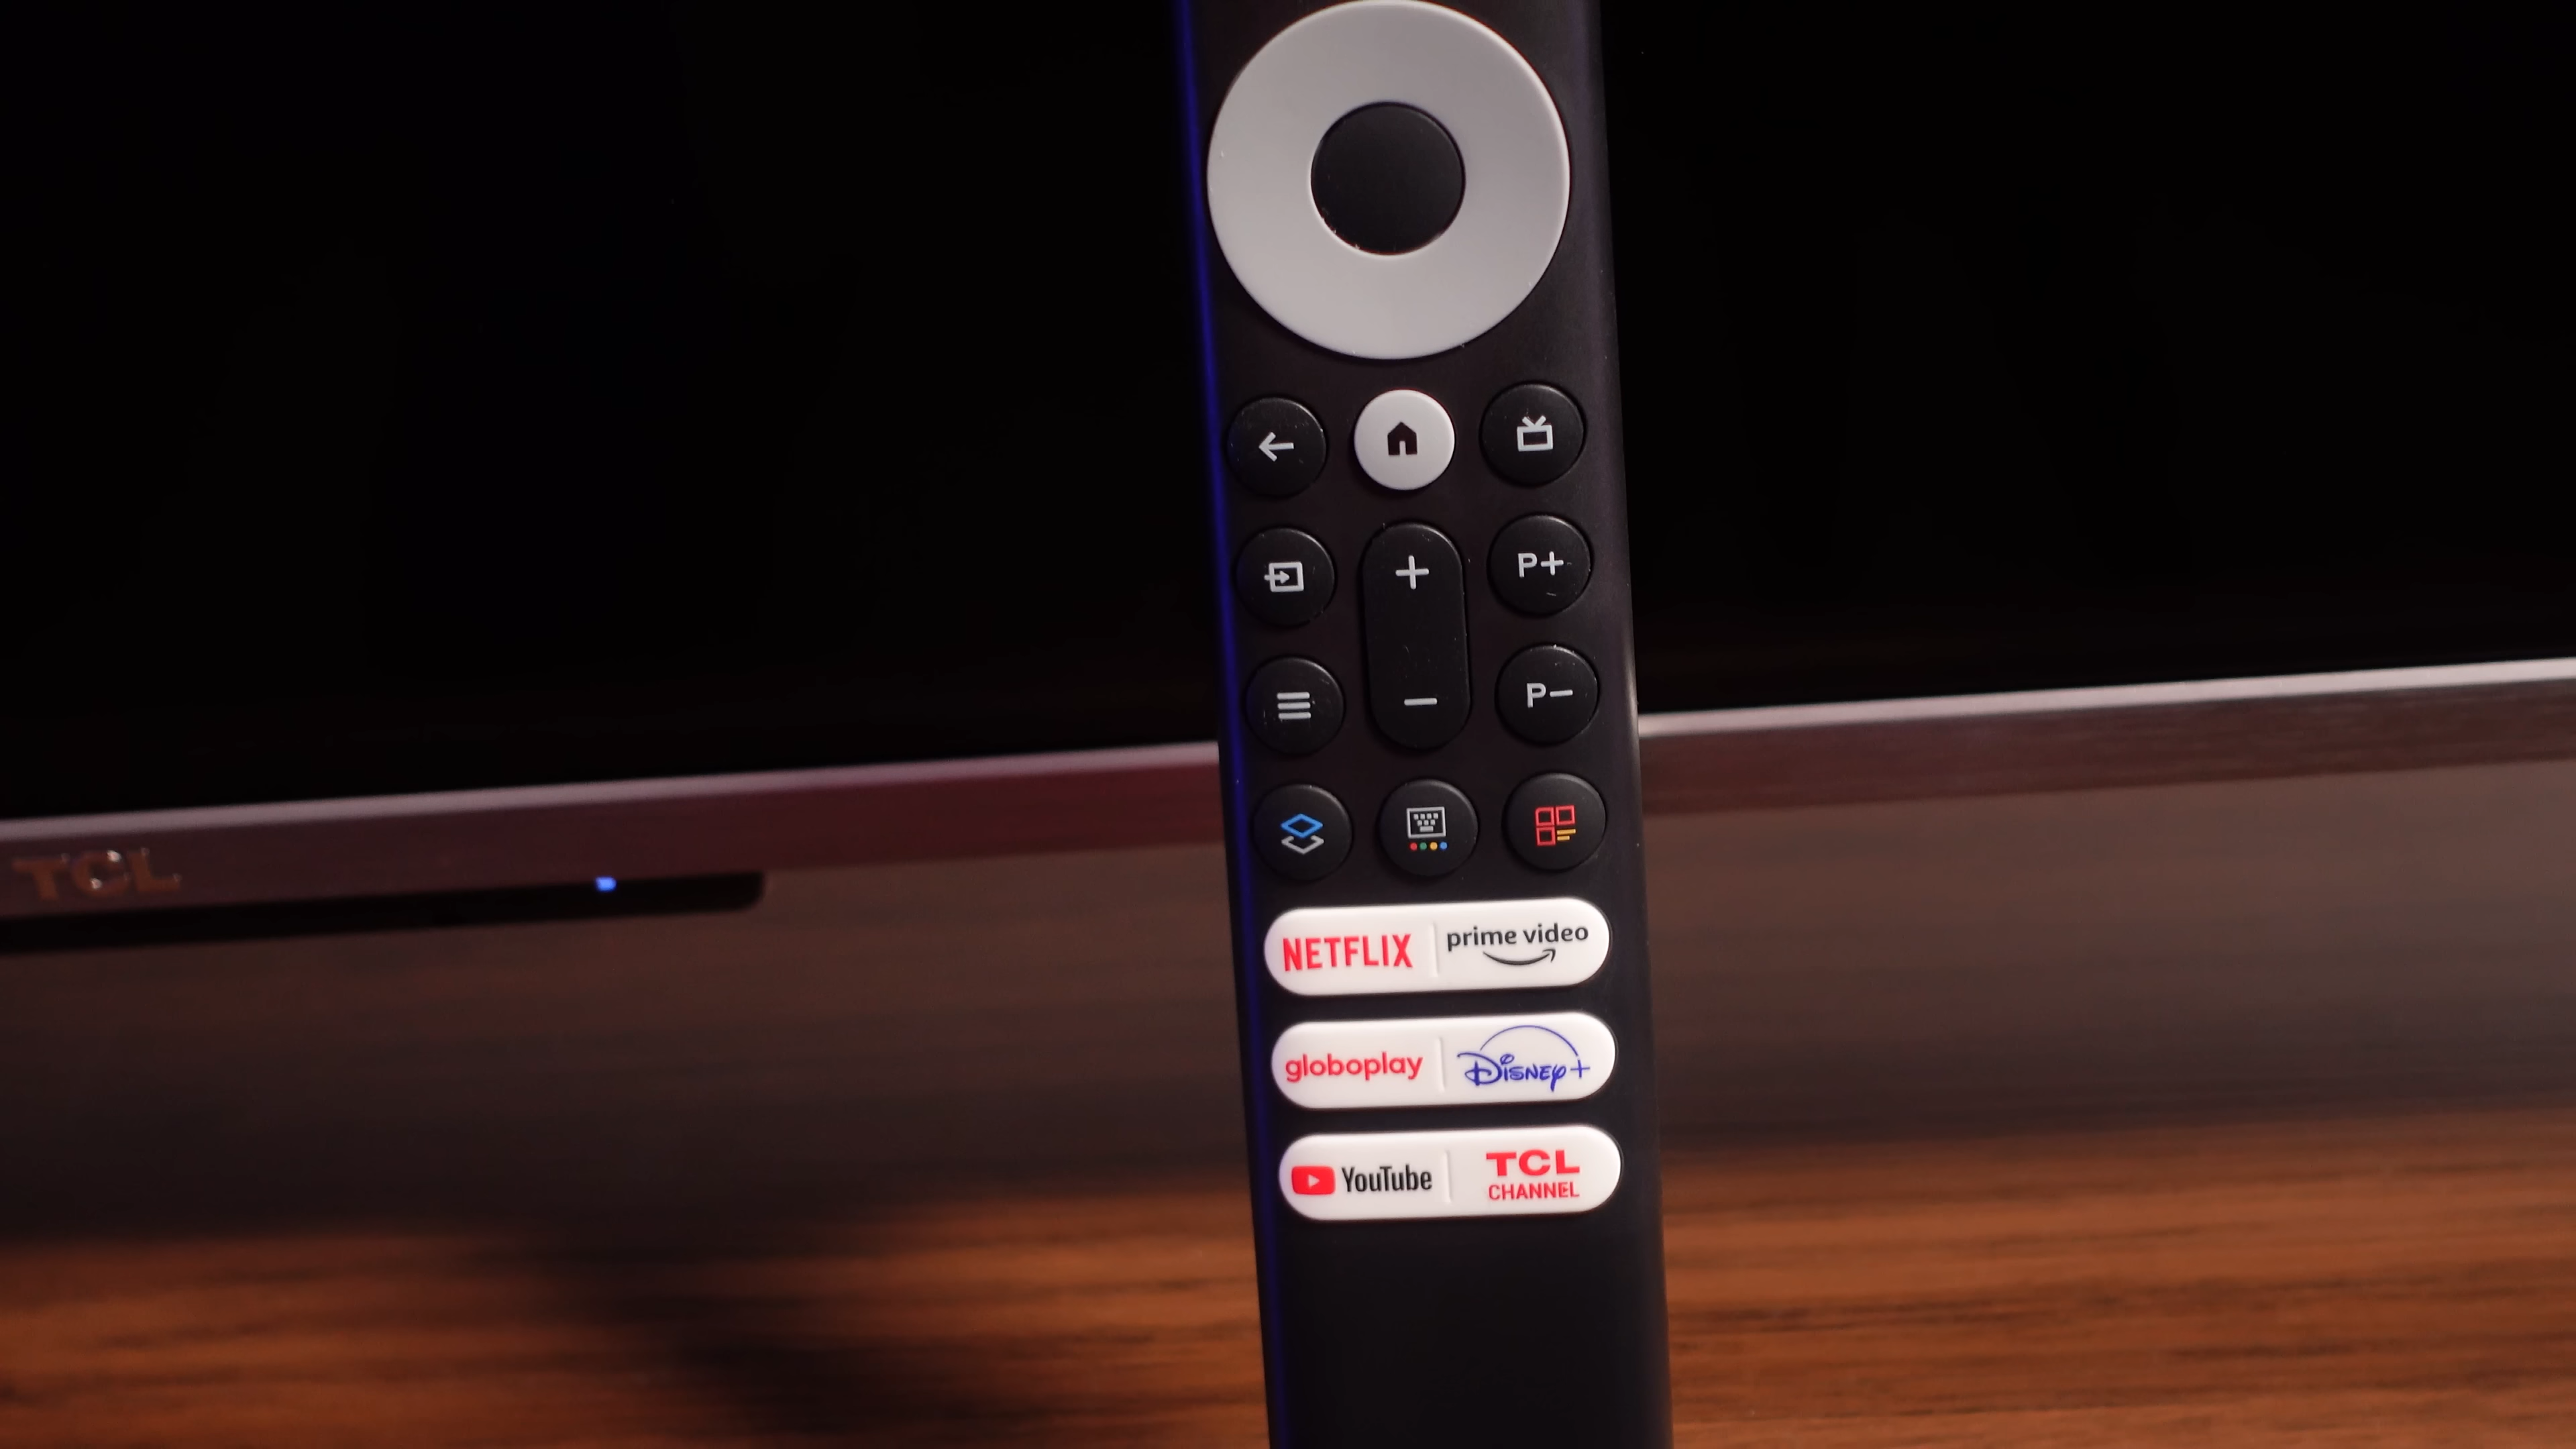 P+
P-
TCL
NETFLIX prime video
globoplay Disney+
YouTube TCL
CHANNEL